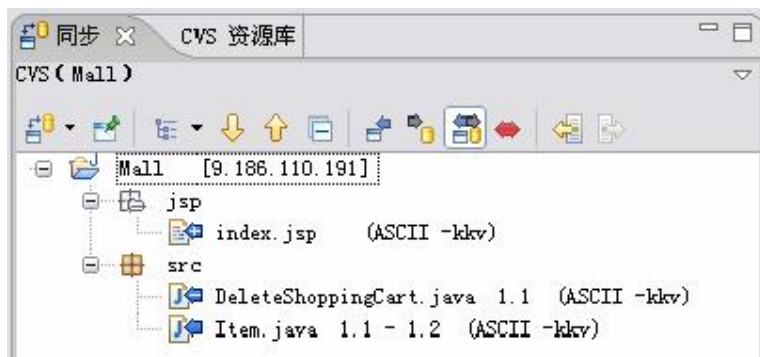 同步 CVS 资源库
CVS(Mall)
Mall [9.186.110.191]
jsp
index.jsp (ASCII -kkv)
src
DeleteShoppingCart.java 1.1 (ASCII -kkv)
Item.java 1.1 - 1.2 (ASCII -kkv)